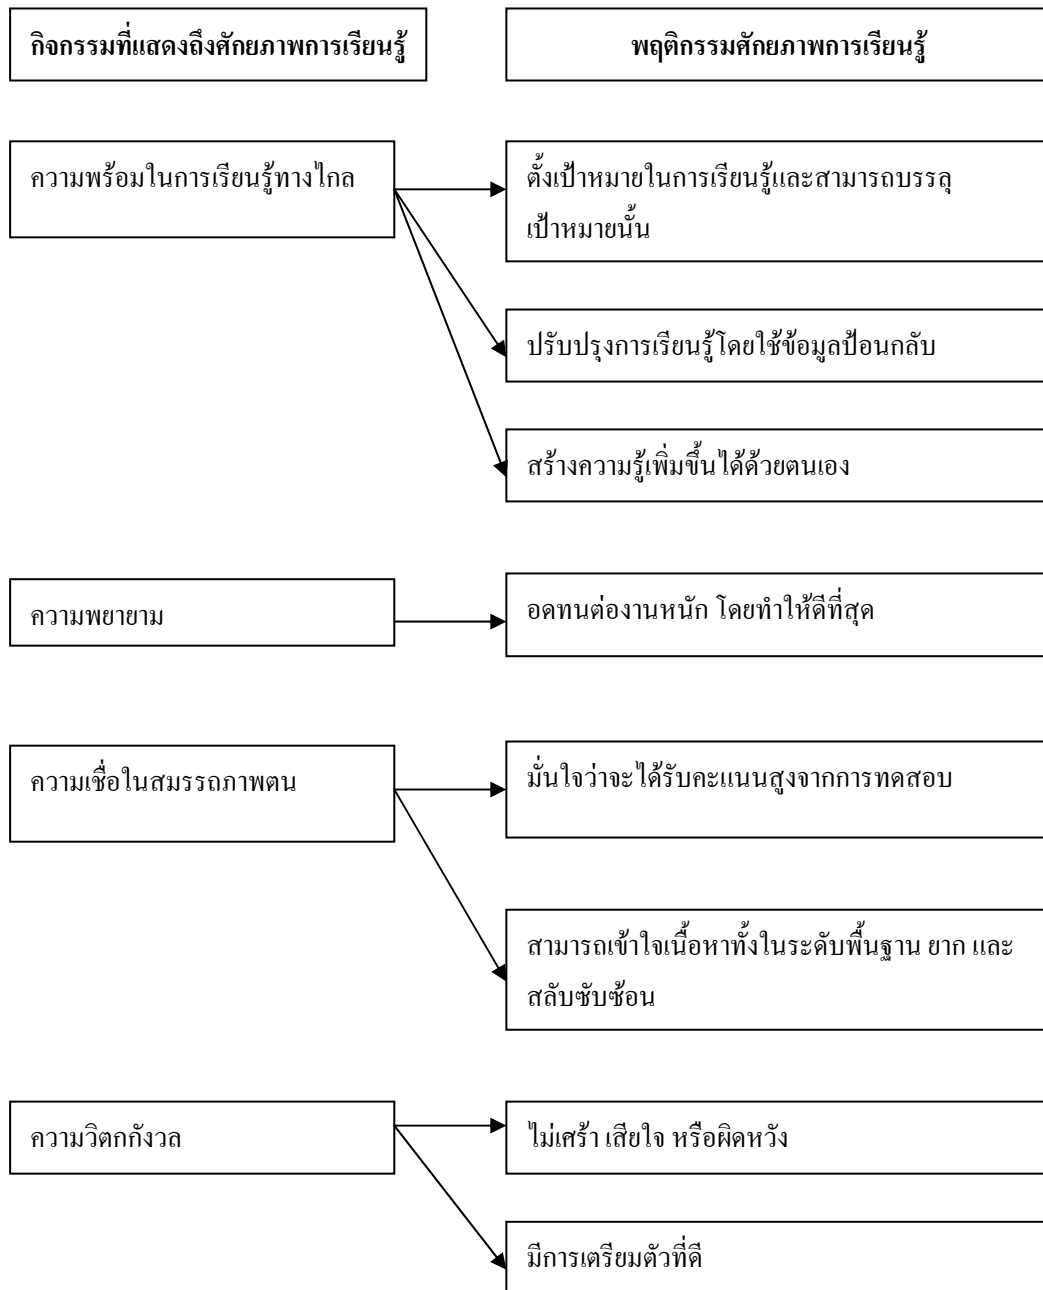 กิจกรรมที่แสดงถึงศักยภาพการเรียนรู้
พฤติกรรมศักยภาพการเรียนรู้
ความพร้อมในการเรียนรู้ทางไกล
ตั้งเป้าหมายในการเรียนรู้และสามารถบรรลุ
เป้าหมายนั้น
ปรับปรุงการเรียนรู้โดยใช้ข้อมูลป้อนกลับ
สร้างความรู้เพิ่มขึ้นได้ด้วยตนเอง
ความพยายาม
อดทนต่องานหนัก โดยทำให้ดีที่สุด
ความเชื่อในสมรรถภาพตน
มั่นใจว่าจะได้รับคะแนนสูงจากการทดสอบ
สามารถเข้าใจเนื้อหาทั้งในระดับพื้นฐาน ยาก และ
สลับซับซ้อน
ความวิตกกังวล
ไม่เศร้า เสียใจ หรือผิดหวัง
มีการเตรียมตัวที่ดี